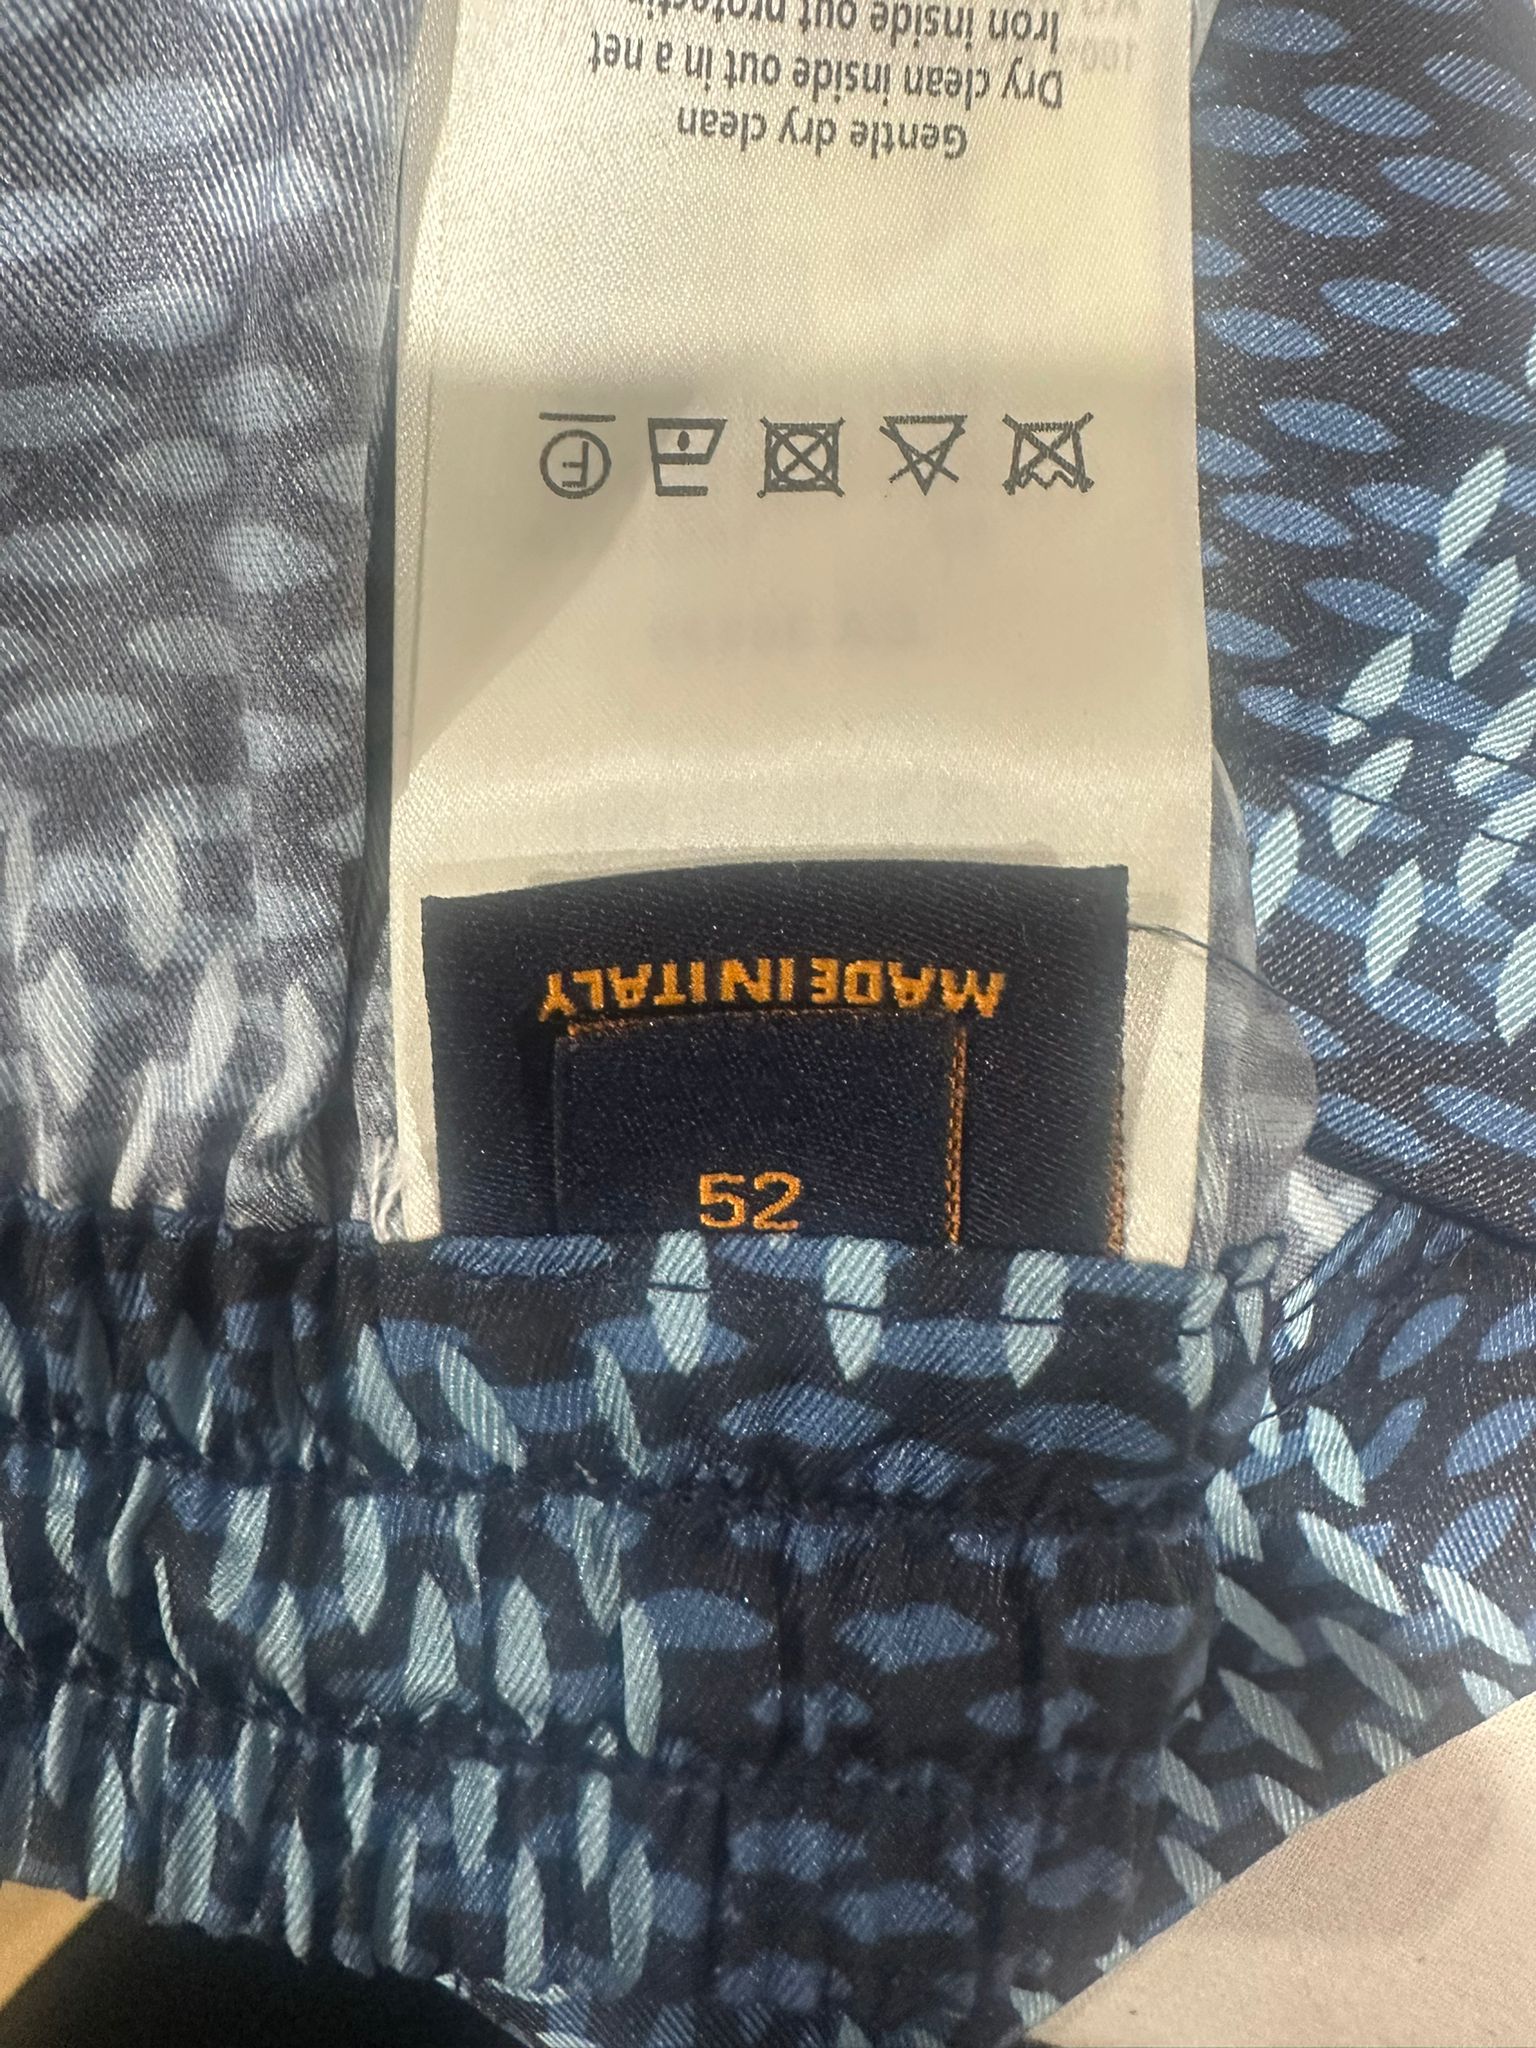 Iron inside out
Dry clean inside out in a net
Gentle dry clean
F
MADE IN ITALY
52